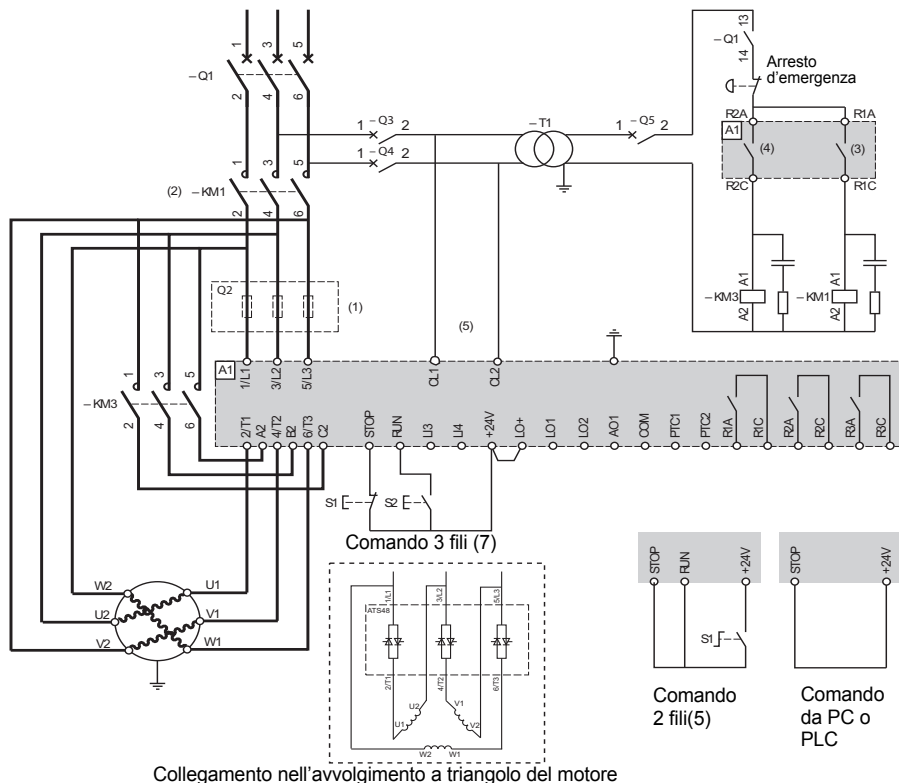 1 3 5
– Q1
2 4 6
13
– Q1
14
Arresto
d'emergenza
1 – Q3 2
– T1
1 – Q5 2
1 – Q4 2
R2A R1A
A1
(4) (3)
R2C R1C
1 3 5
(2) – KM1
2 4 6
A1 A1
– KM3 – KM1
A2 A2
Q2
(1)
(5)
A1
1/L1 3/L2 5/L3 CL1 CL2
1 3 5
– KM3
2 4 6
2/T1 A2 4/T2 B2 6/T3 C2 STOP RUN LI3 LI4 +24V LO+ LO1 LO2 AO1 COM PTC1 PTC2 R1A R1C R2A R2C R3A R3C
S1 S2
Comando 3 fili (7)
W2 U1
U2 V1
V2 W1
1/L1 3/L2 5/L3
ATS48
2/T1 4/T2 6/T3
U1 U2 V1 V2
W2 W1
Collegamento nell'avvolgimento a triangolo del motore
STOP RUN +24V
S1
Comando
2 fili(5)
STOP +24V
Comando
da PC o
PLC